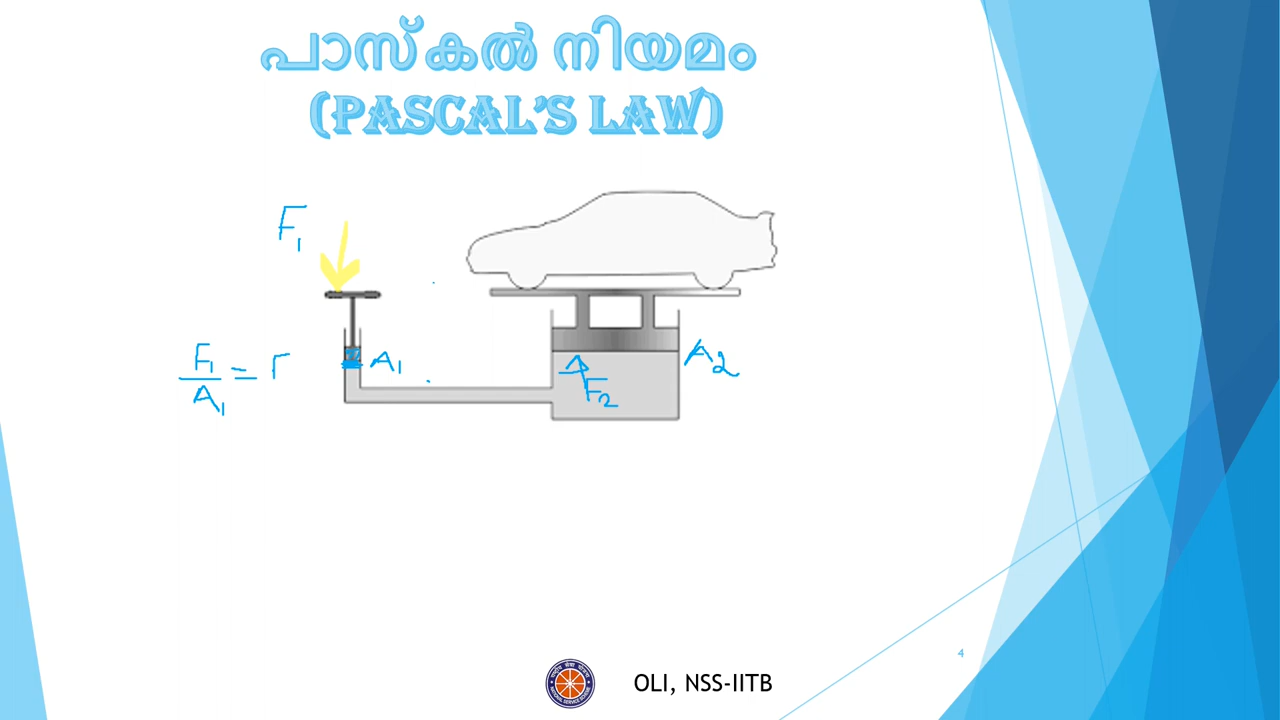 പാസ്കൽ നിയമം
(PASCAL'S LAW)
F1
F1/A1 =
A1
A2
F2
4
OLI, NSS-IITB